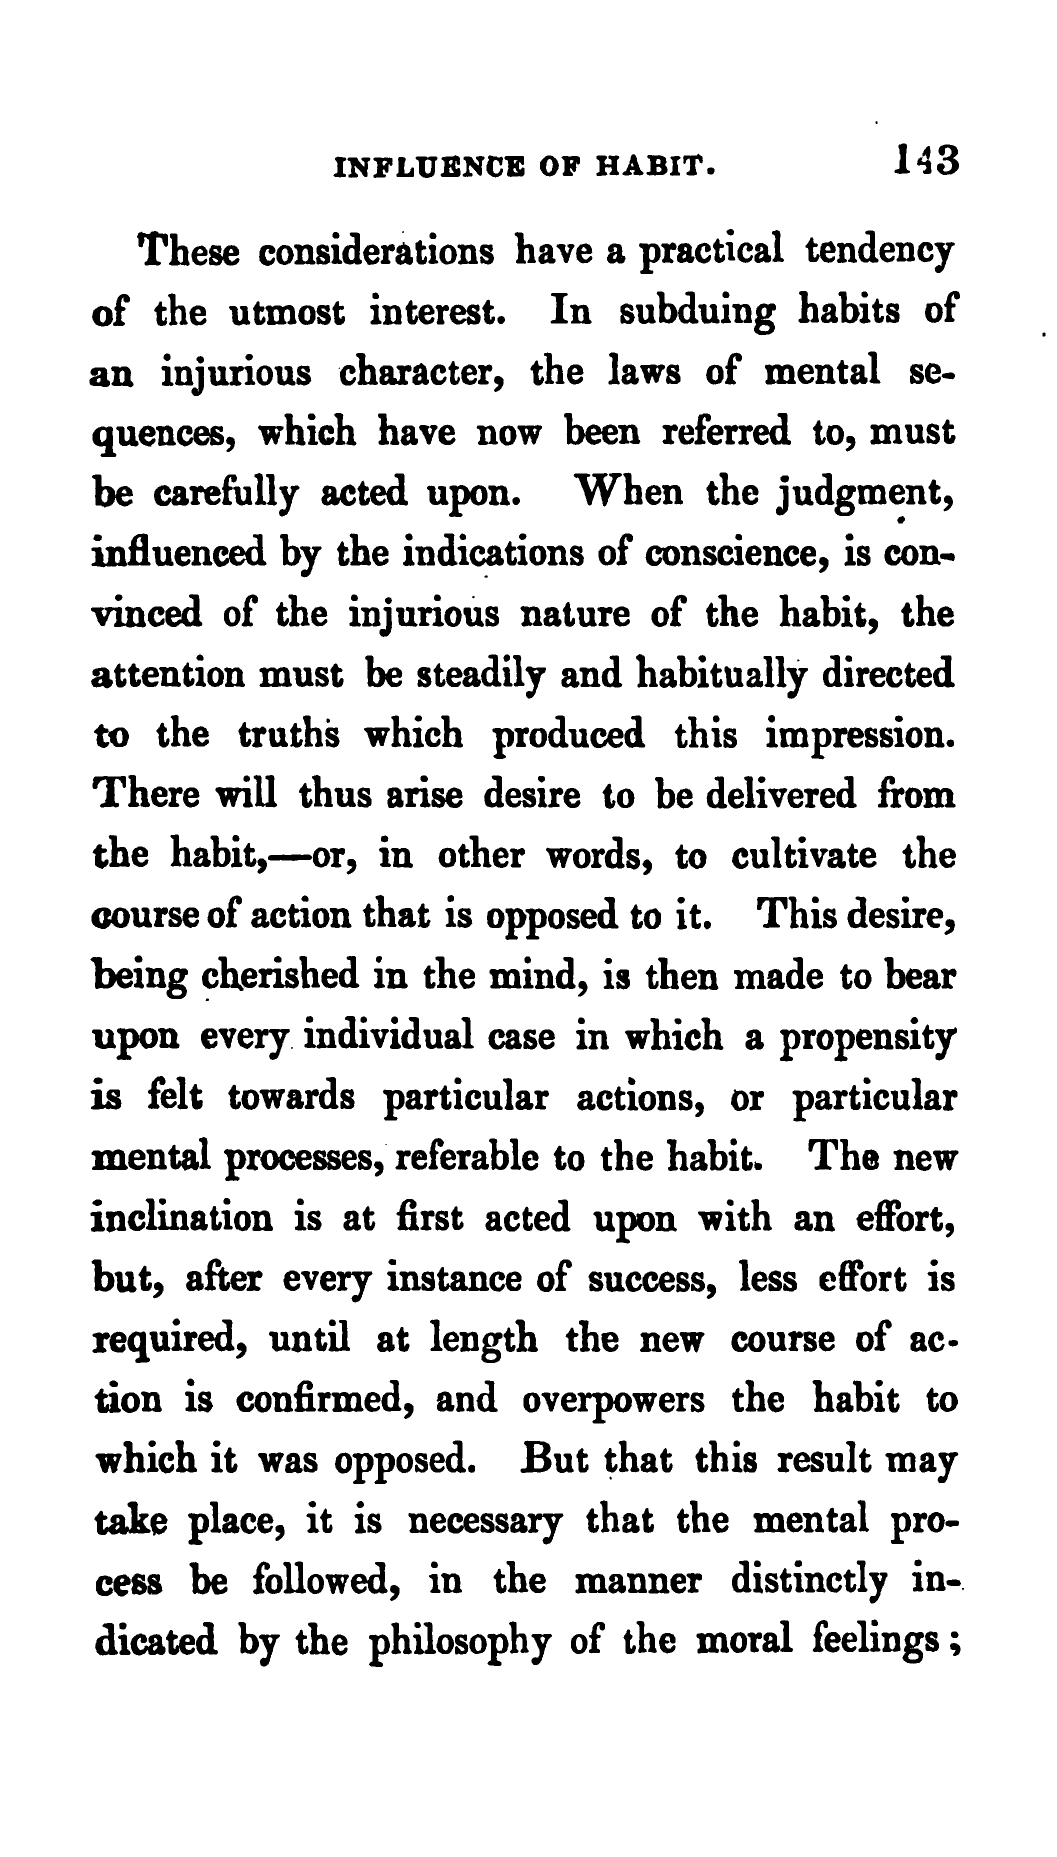 INFLUENCE OF HABIT. 143
These considerations have a practical tendency
of the utmost interest. In subduing habits of
an injurious character, the laws of mental se-
quences, which have now been referred to, must
be carefully acted upon. When the judgment,
influenced by the indications of conscience, is con-
vinced of the injurious nature of the habit, the
attention must be steadily and habitually directed
to the truths which produced this impression.
There will thus arise desire to be delivered from
the habit,—or, in other words, to cultivate the
course of action that is opposed to it. This desire,
being cherished in the mind, is then made to bear
upon every individual case in which a propensity
is felt towards particular actions, or particular
mental processes, referable to the habit. The new
inclination is at first acted upon with an effort,
but, after every instance of success, less effort is
required, until at length the new course of ac-
tion is confirmed, and overpowers the habit to
which it was opposed. But that this result may
take place, it is necessary that the mental pro-
cess be followed, in the manner distinctly in-
dicated by the philosophy of the moral feelings;